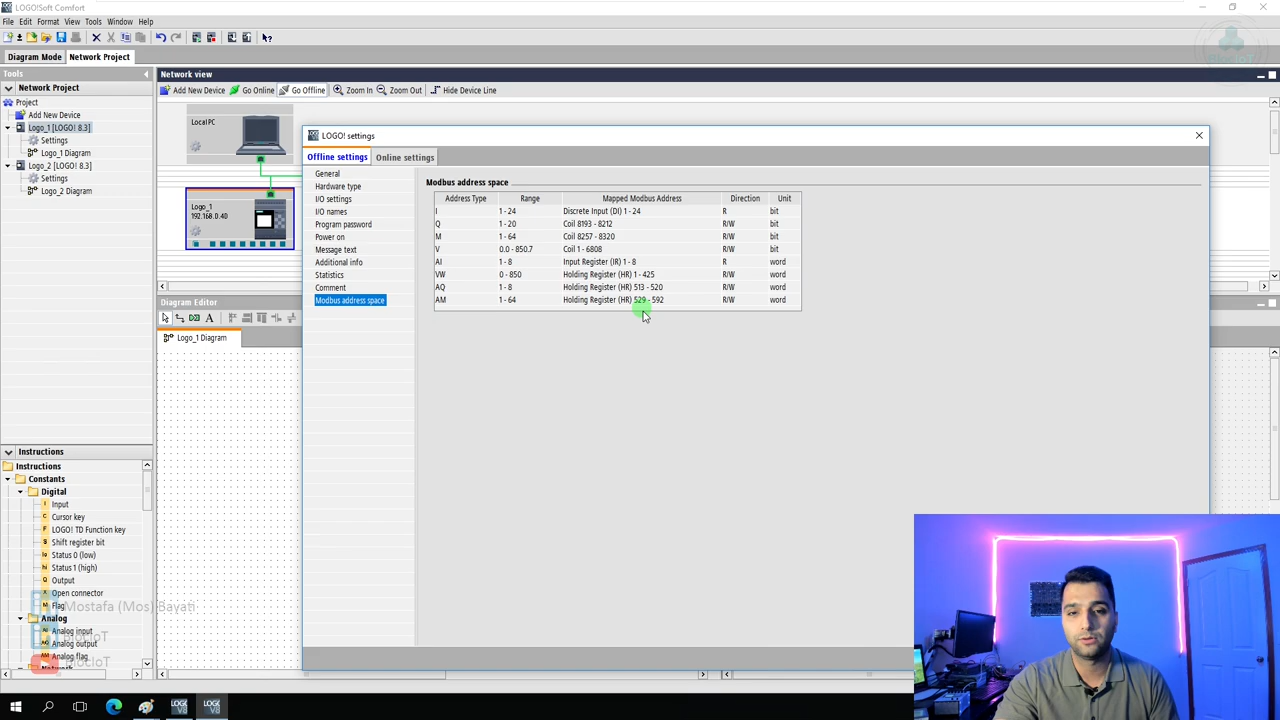 LOGO!Soft Comfort
File Edit Format View Tools Window Help
Diagram Mode Network Project
Tools
Network Project
Project
Add New Device
Logo_1 [LOGO! 8.3]
Settings
Logo_1 Diagram
Logo_2 [LOGO! 8.3]
Settings
Logo_2 Diagram
Instructions
Instructions
Constants
Digital
I Input
C Cursor key
F LOGO! TD Function key
S Shift register bit
lo Status 0 (low)
hi Status 1 (high)
Q Output
X Open connector
M Flag
Analog
AI Analog input
AQ Analog output
AM Analog flag
Network view
Add New Device Go Online Go Offline Zoom In Zoom Out Hide Device Line
Local PC
Logo_1
192.168.0.40
Diagram Editor
Logo_1 Diagram
LOGO! settings
Offline settings Online settings
General
Hardware type
I/O settings
I/O names
Program password
Power on
Message text
Additional info
Statistics
Comment
Modbus address space
Modbus address space
Address Type Range Mapped Modbus Address Direction Unit
I 1 - 24 Discrete Input (DI) 1 - 24 R bit
Q 1 - 20 Coil 8193 - 8212 R/W bit
M 1 - 64 Coil 8257 - 8320 R/W bit
V 0.0 - 850.7 Coil 1 - 6808 R/W bit
AI 1 - 8 Input Register (IR) 1 - 8 R word
VW 0 - 850 Holding Register (HR) 1 - 425 R/W word
AQ 1 - 8 Holding Register (HR) 513 - 520 R/W word
AM 1 - 64 Holding Register (HR) 529 - 592 R/W word
Mostafa (Mos) Bayati
BlocIoT
BlocIoT
BlocIoT